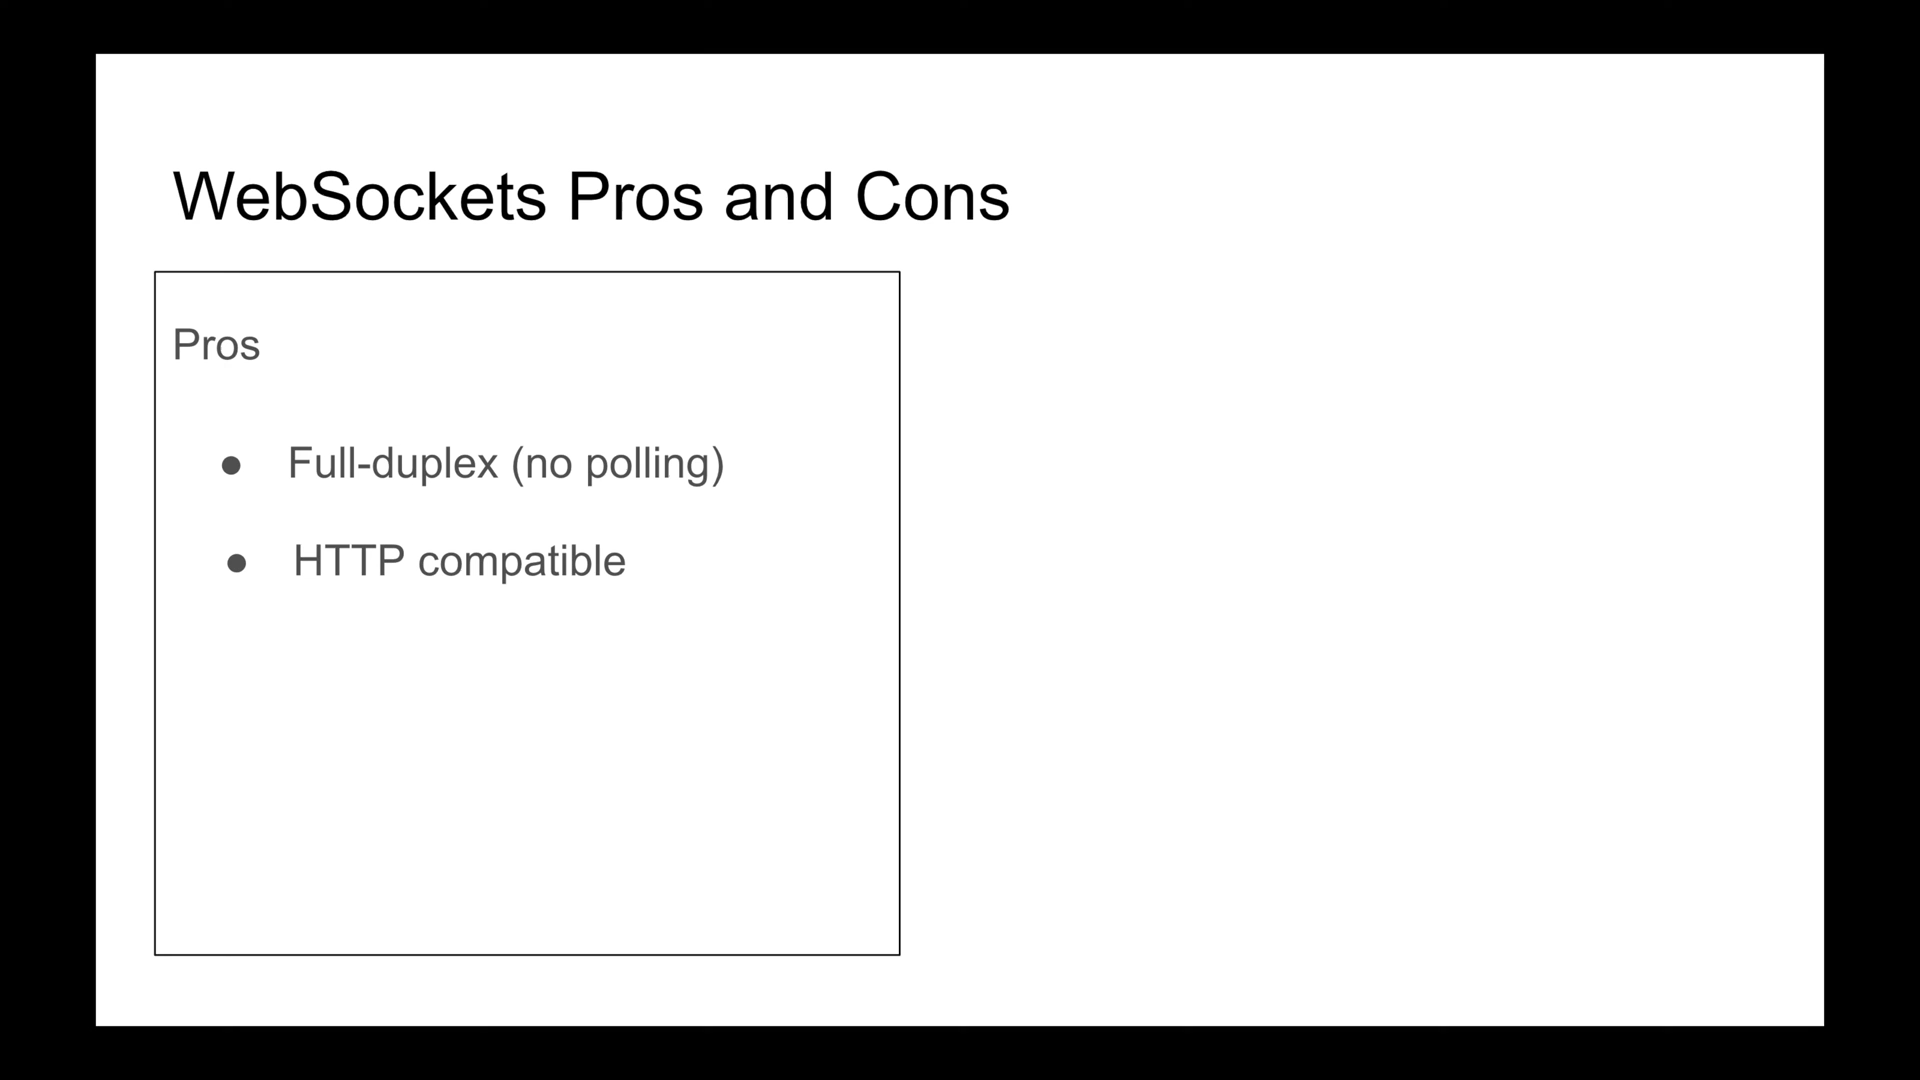 WebSockets Pros and Cons
Pros
● Full-duplex (no polling)
● HTTP compatible